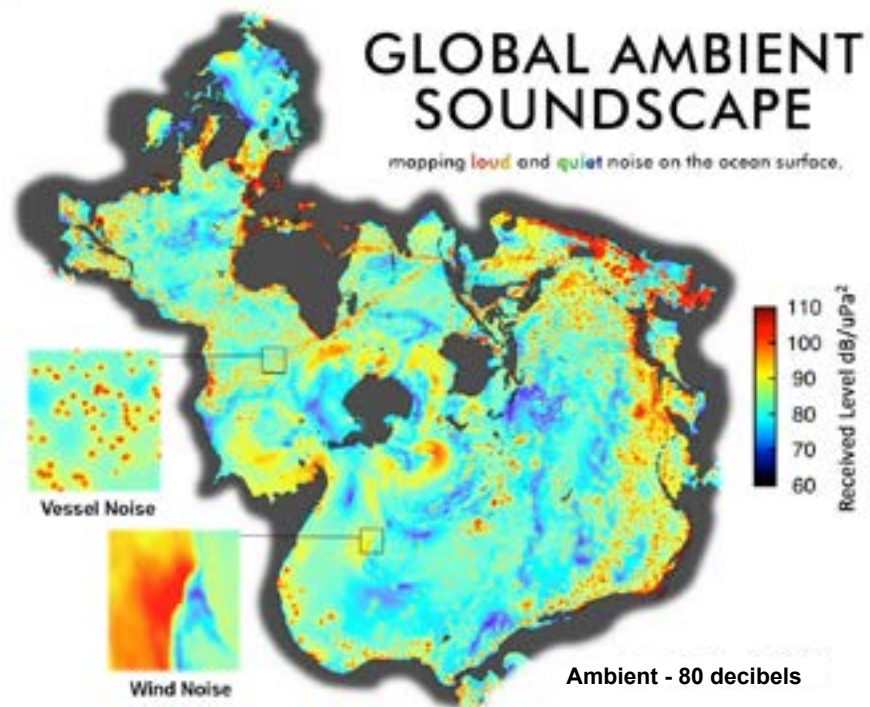 GLOBAL AMBIENT
SOUNDSCAPE
mapping loud and quiet noise on the ocean surface.
Vessel Noise
Wind Noise
110
100
90
80
70
60
Received Level dB/uPa²
Ambient - 80 decibels